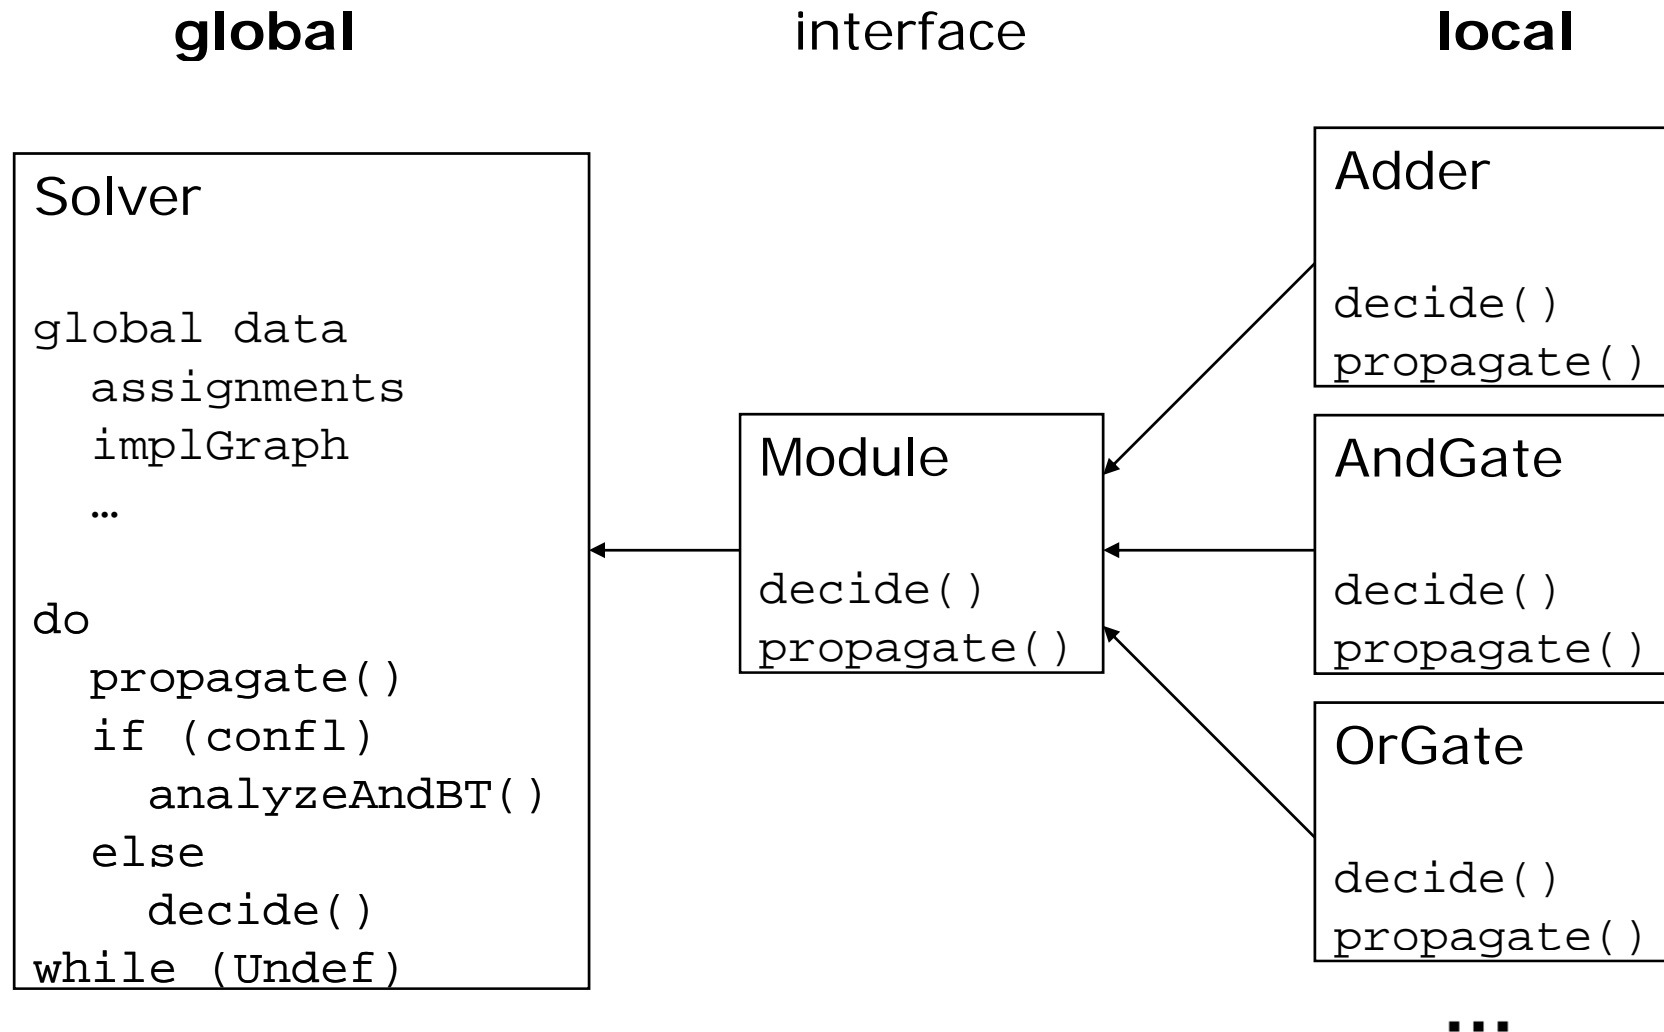 global
interface
local
Solver
global data
assignments
implGraph
…
do
propagate()
if (confl)
analyzeAndBT()
else
decide()
while (Undef)
Module
decide()
propagate()
Adder
decide()
propagate()
AndGate
decide()
propagate()
OrGate
decide()
propagate()
...